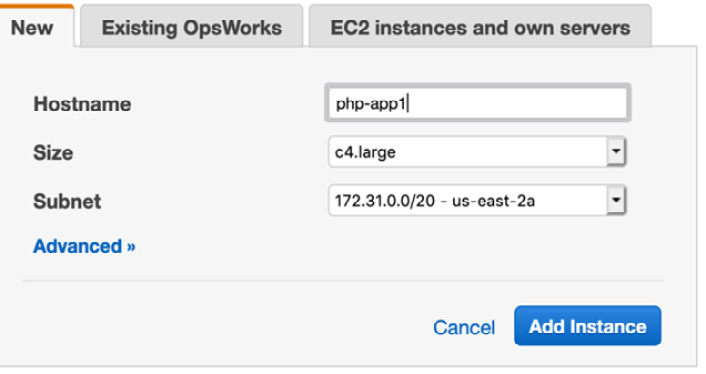 New Existing OpsWorks EC2 instances and own servers
Hostname php-app1
Size c4.large
Subnet 172.31.0.0/20 - us-east-2a
Advanced »
Cancel Add Instance